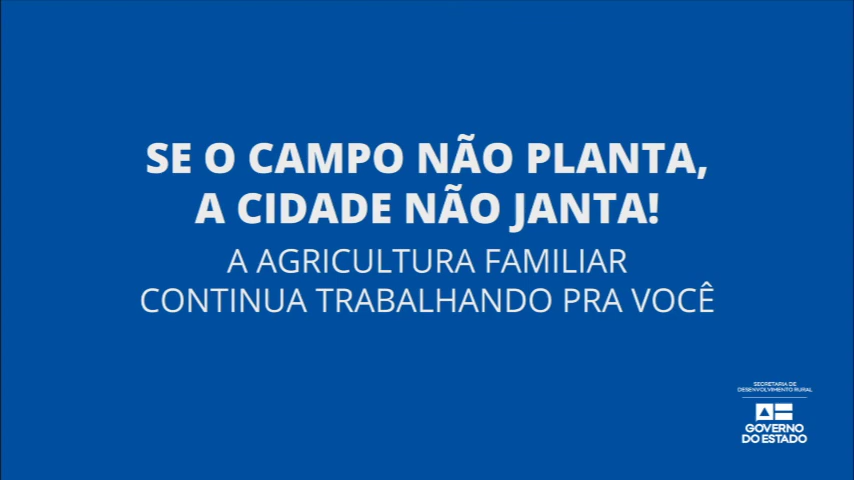 SE O CAMPO NÃO PLANTA,
A CIDADE NÃO JANTA!
A AGRICULTURA FAMILIAR
CONTINUA TRABALHANDO PRA VOCÊ
SECRETARIA DE
DESENVOLVIMENTO RURAL
GOVERNO
DO ESTADO